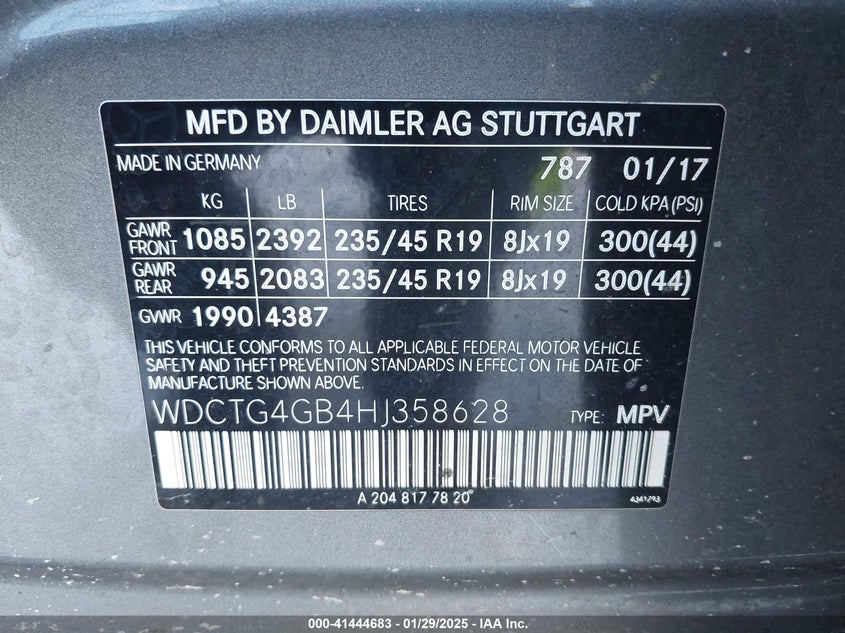 MFD BY DAIMLER AG STUTTGART
MADE IN GERMANY 787 01/17
KG LB TIRES RIM SIZE COLD KPA (PSI)
GAWR FRONT 1085 2392 235/45 R19 8Jx19 300(44)
GAWR REAR 945 2083 235/45 R19 8Jx19 300(44)
GVWR 1990 4387
THIS VEHICLE CONFORMS TO ALL APPLICABLE FEDERAL MOTOR VEHICLE
SAFETY AND THEFT PREVENTION STANDARDS IN EFFECT ON THE DATE OF
MANUFACTURE SHOWN ABOVE.
WDCTG4GB4HJ358628 TYPE: MPV
A 204 817 78 20 4341793
000-41444683 - 01/29/2025 - IAA Inc.